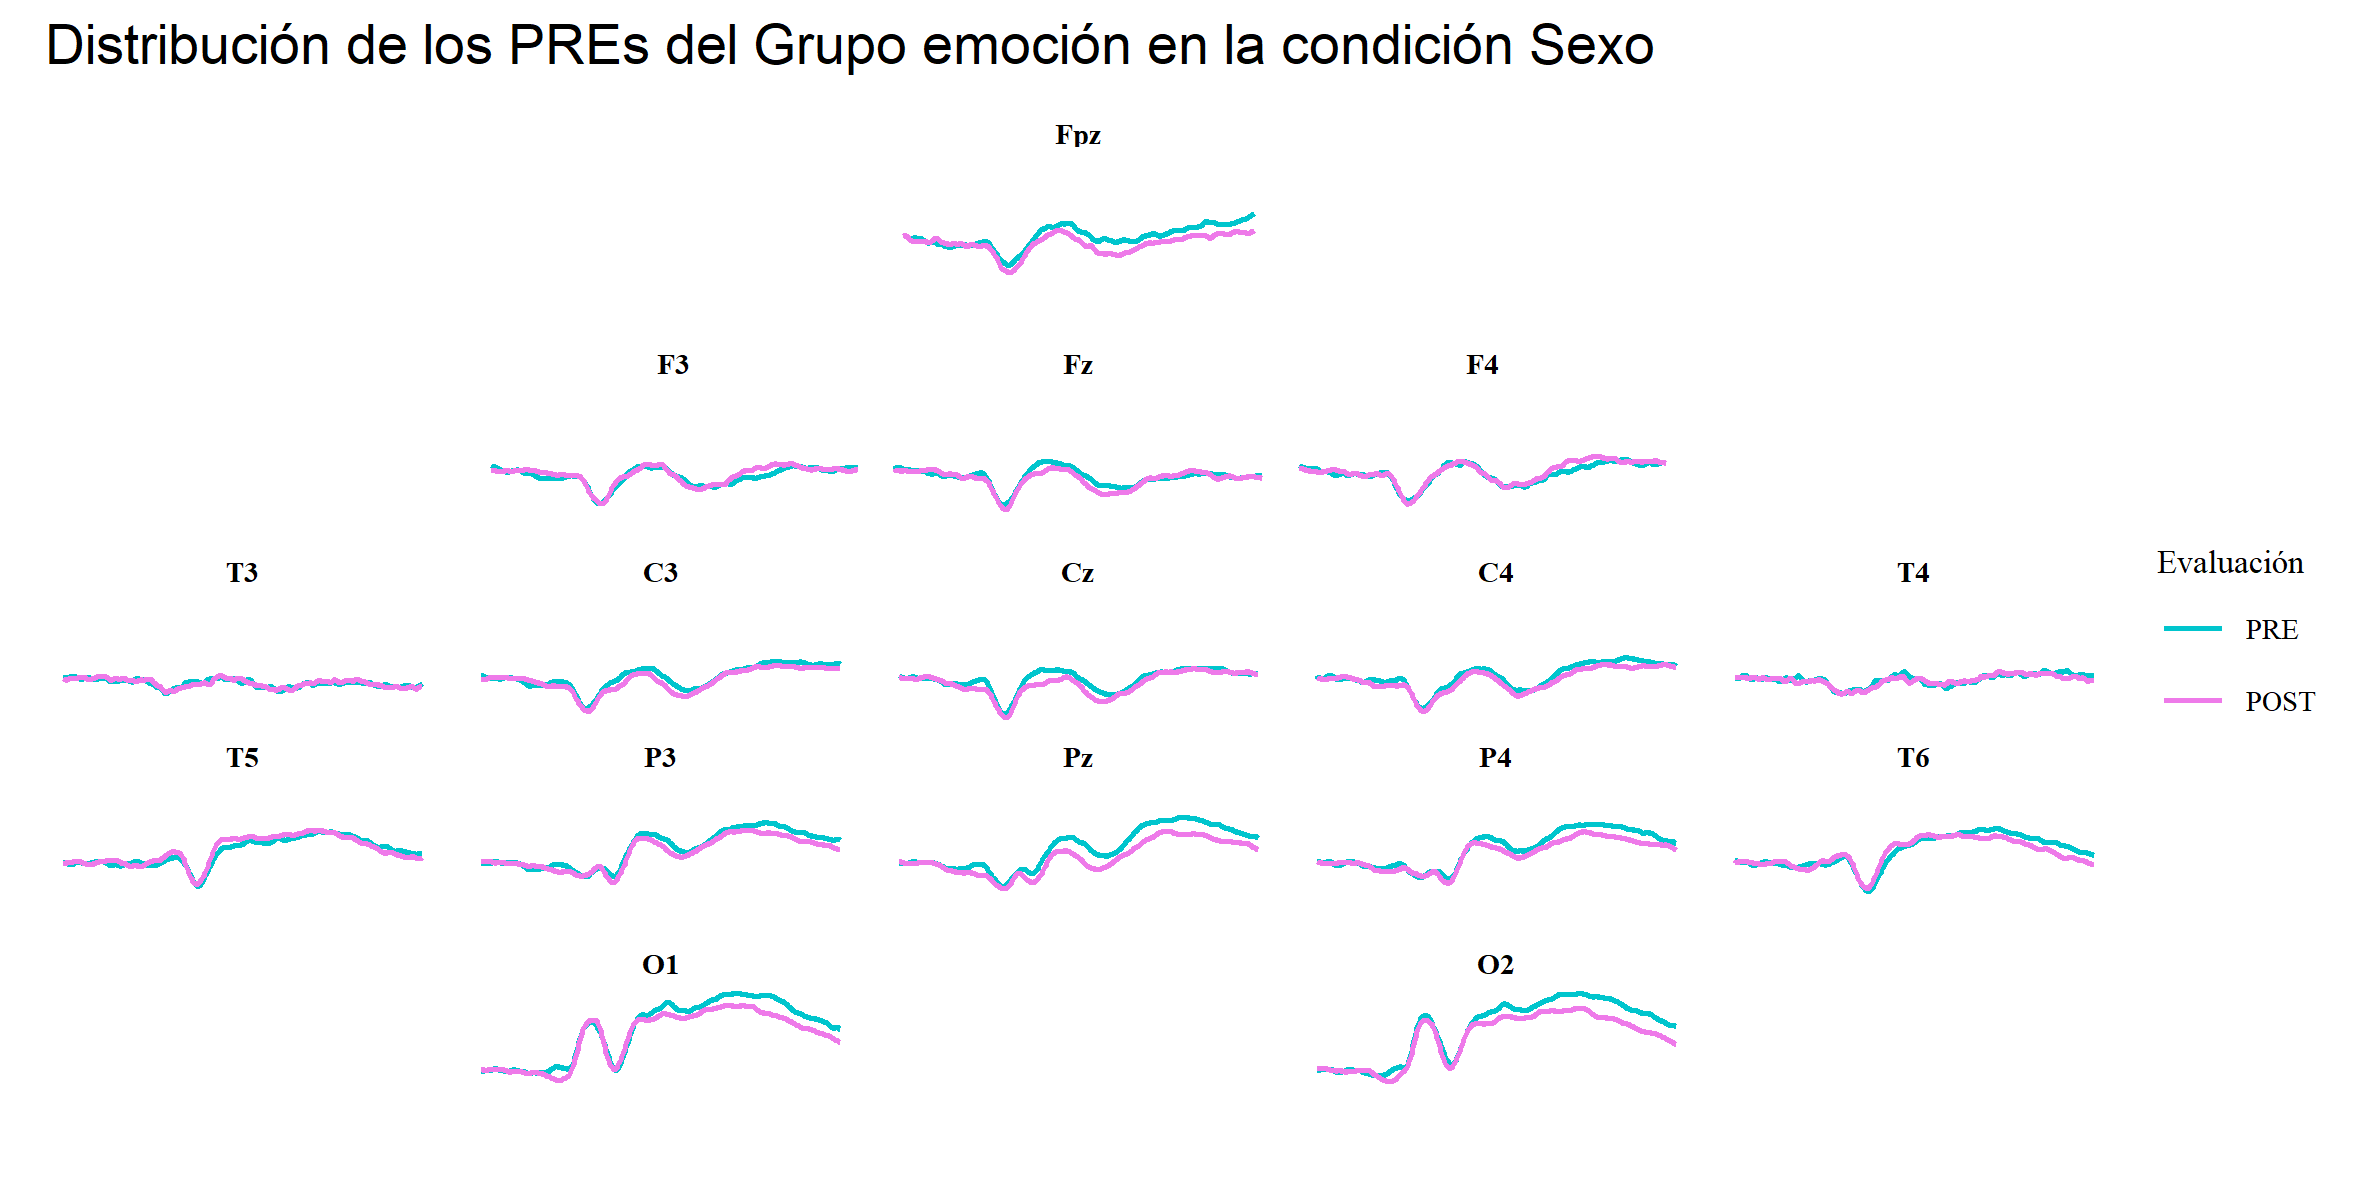 Distribución de los PREs del Grupo emoción en la condición Sexo
Fpz
F3 Fz F4
T3 C3 Cz C4 T4
Evaluación
PRE
POST
T5 P3 Pz P4 T6
O1 O2